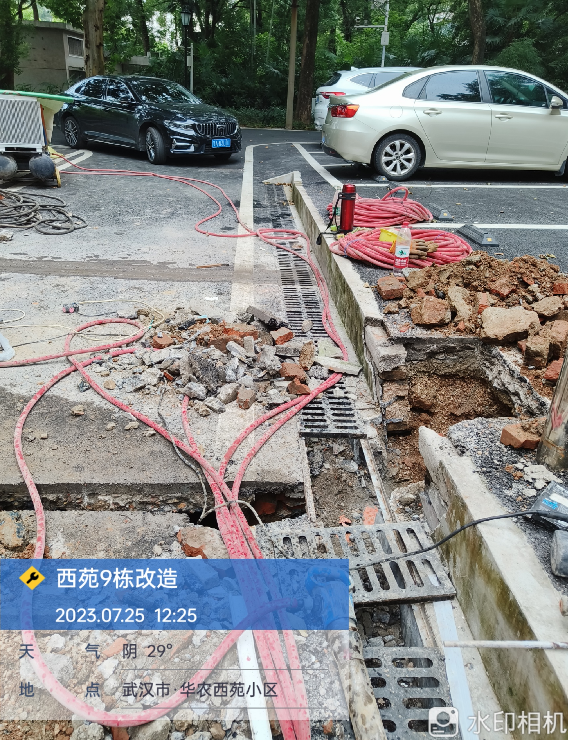 西苑9栋改造
2023.07.25 12:25
天 气 阴 29°
地 点 武汉市·华农西苑小区
水印相机